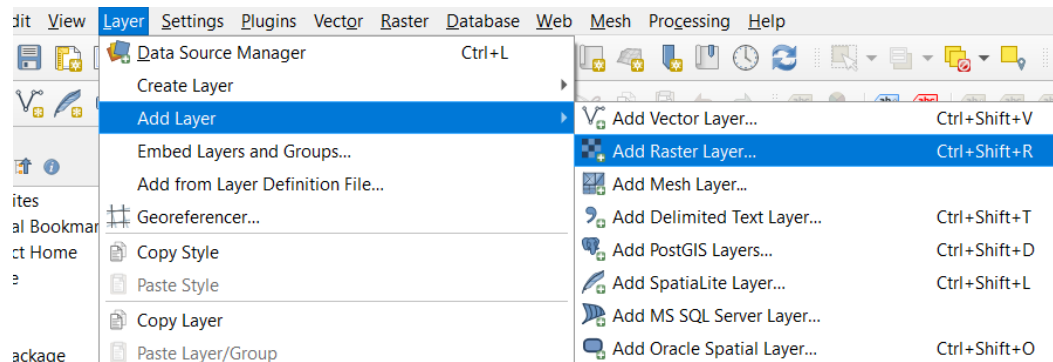 dit View Layer Settings Plugins Vector Raster Database Web Mesh Processing Help
Data Source Manager Ctrl+L
Create Layer
Add Layer
Embed Layers and Groups...
Add from Layer Definition File...
Georeferencer...
Copy Style
Paste Style
Copy Layer
Paste Layer/Group
ites
al Bookmar
ct Home
e
ackage
abc abc
Add Vector Layer... Ctrl+Shift+V
Add Raster Layer... Ctrl+Shift+R
Add Mesh Layer...
Add Delimited Text Layer... Ctrl+Shift+T
Add PostGIS Layers... Ctrl+Shift+D
Add SpatiaLite Layer... Ctrl+Shift+L
Add MS SQL Server Layer...
Add Oracle Spatial Layer... Ctrl+Shift+O